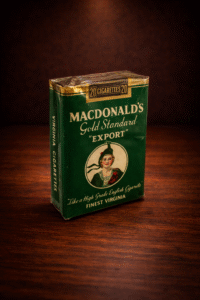 20 CIGARETTES 20
MACDONALD'S
Gold Standard
"EXPORT"
Like a High Grade English Cigarette
FINEST VIRGINIA
VIRGINIA CIGARETTES